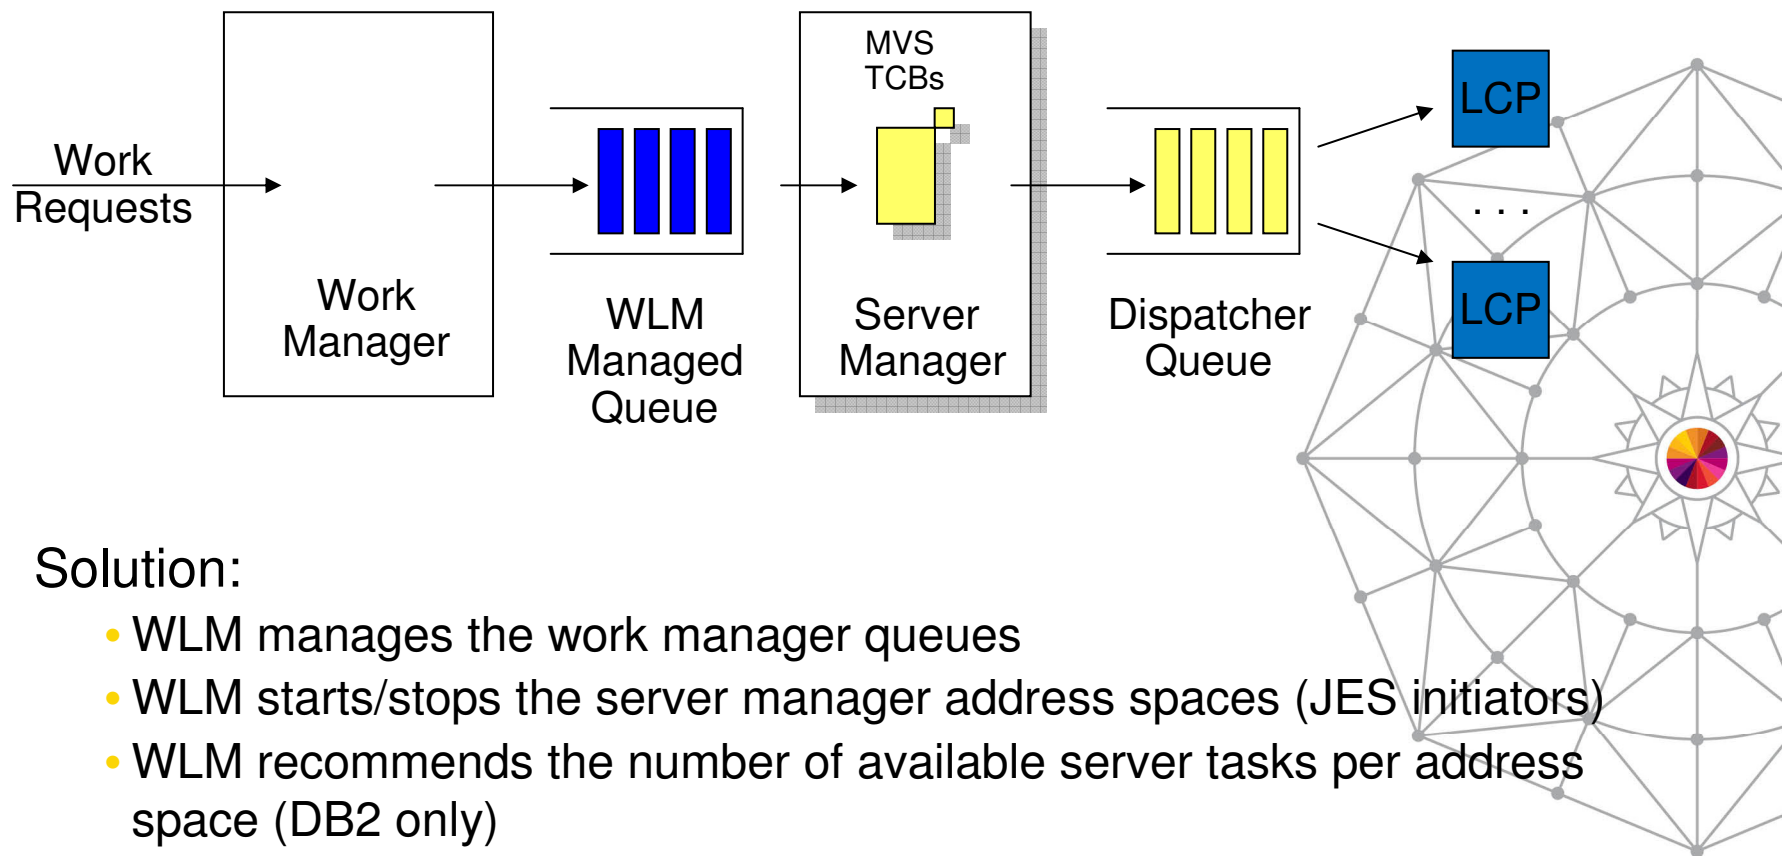 Work
Requests
Work
Manager
WLM
Managed
Queue
MVS
TCBs
Server
Manager
Dispatcher
Queue
LCP
. . .
LCP
Solution:
• WLM manages the work manager queues
• WLM starts/stops the server manager address spaces (JES initiators)
• WLM recommends the number of available server tasks per address
space (DB2 only)